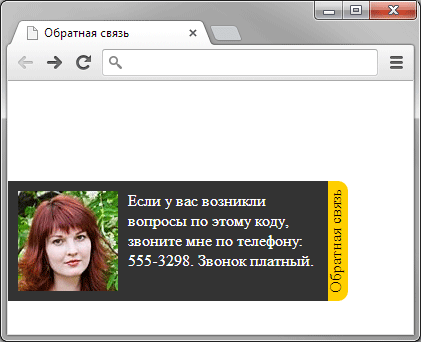 Обратная связь
Если у вас возникли
вопросы по этому коду,
звоните мне по телефону:
555-3298. Звонок платный.
Обратная связь